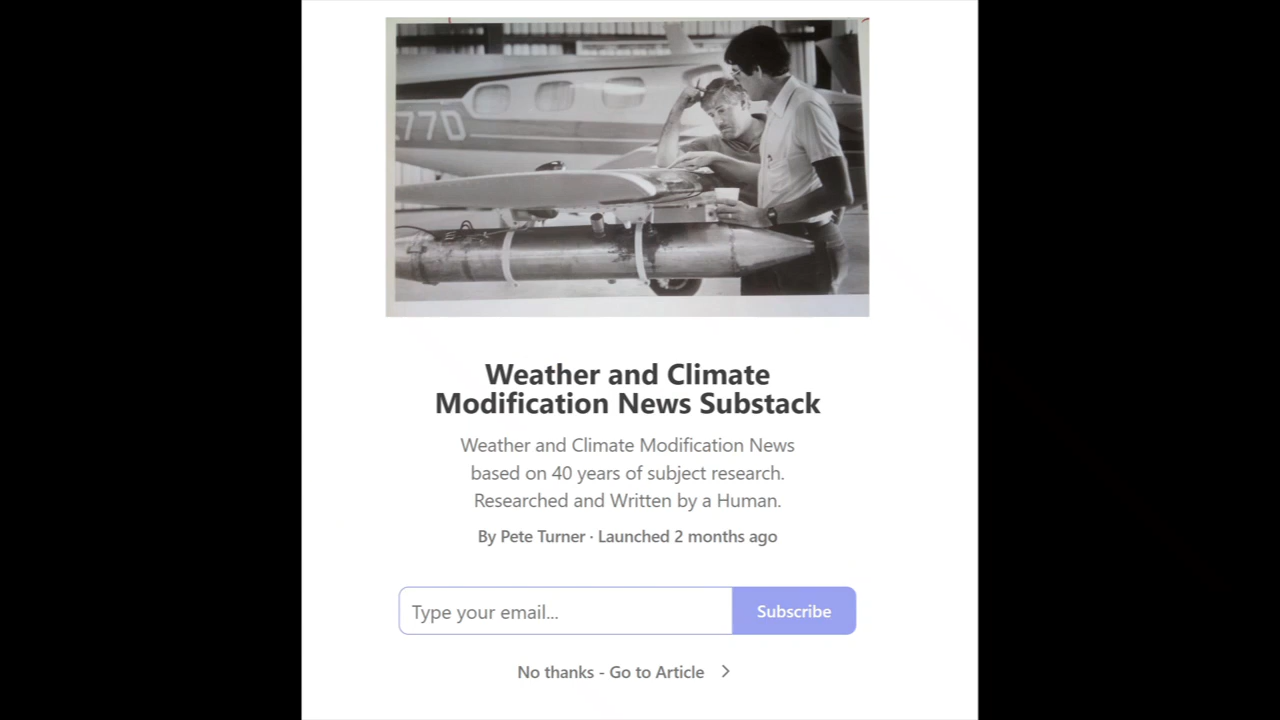 770
Weather and Climate
Modification News Substack
Weather and Climate Modification News
based on 40 years of subject research.
Researched and Written by a Human.
By Pete Turner · Launched 2 months ago
Type your email...
Subscribe
No thanks - Go to Article